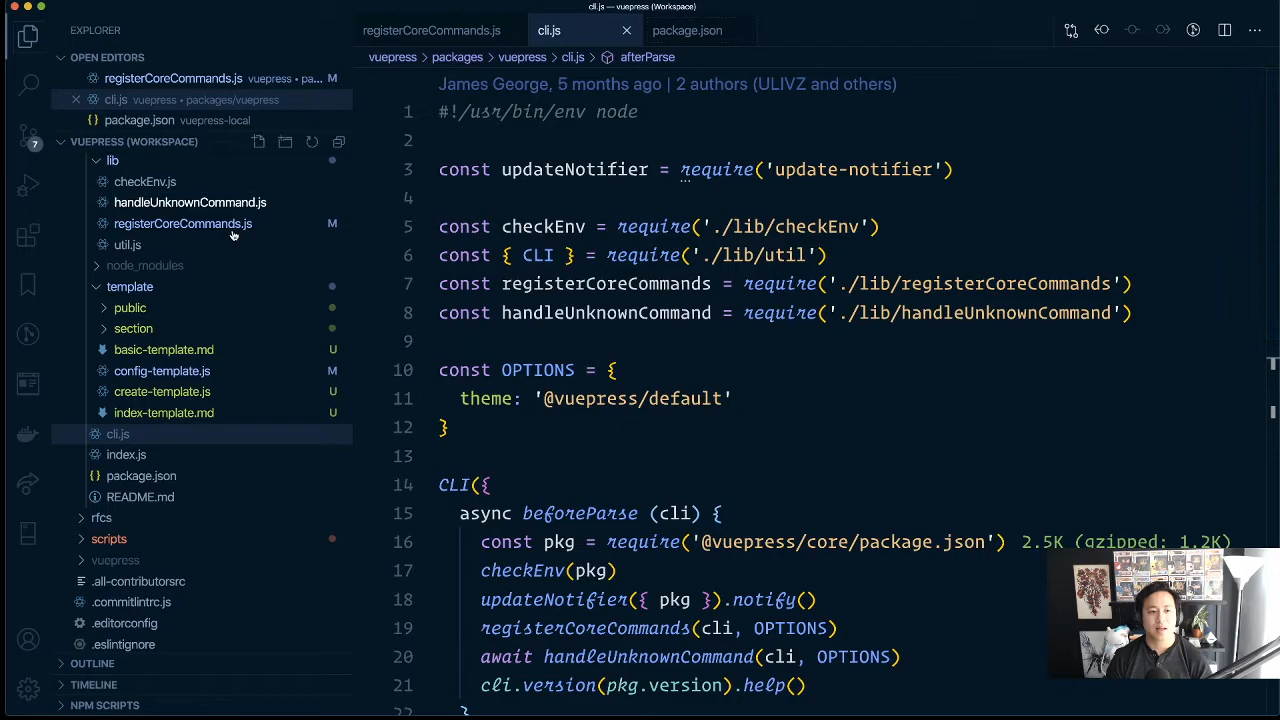 cli.js — vuepress (Workspace)
EXPLORER
registerCoreCommands.js
cli.js
package.json
OPEN EDITORS
vuepress › packages › vuepress › cli.js › afterParse
registerCoreCommands.js vuepress • pa... M
cli.js vuepress • packages/vuepress
package.json vuepress-local
VUEPRESS (WORKSPACE)
7
lib
checkEnv.js
handleUnknownCommand.js
registerCoreCommands.js M
util.js
node_modules
template
public
section
basic-template.md U
config-template.js M
create-template.js U
index-template.md U
cli.js
index.js
package.json
README.md
rfcs
scripts
vuepress
.all-contributorsrc
.commitlintrc.js
.editorconfig
.eslintignore
OUTLINE
TIMELINE
NPM SCRIPTS
James George, 5 months ago | 2 authors (ULIVZ and others)
1 #!/usr/bin/env node
2
3 const updateNotifier = require('update-notifier')
4
5 const checkEnv = require('./lib/checkEnv')
6 const { CLI } = require('./lib/util')
7 const registerCoreCommands = require('./lib/registerCoreCommands')
8 const handleUnknownCommand = require('./lib/handleUnknownCommand')
9
10 const OPTIONS = {
11 theme: '@vuepress/default'
12 }
13
14 CLI({
15 async beforeParse (cli) {
16 const pkg = require('@vuepress/core/package.json') 2.5K (gzipped: 1.2K)
17 checkEnv(pkg)
18 updateNotifier({ pkg }).notify()
19 registerCoreCommands(cli, OPTIONS)
20 await handleUnknownCommand(cli, OPTIONS)
21 cli.version(pkg.version).help()
22 }